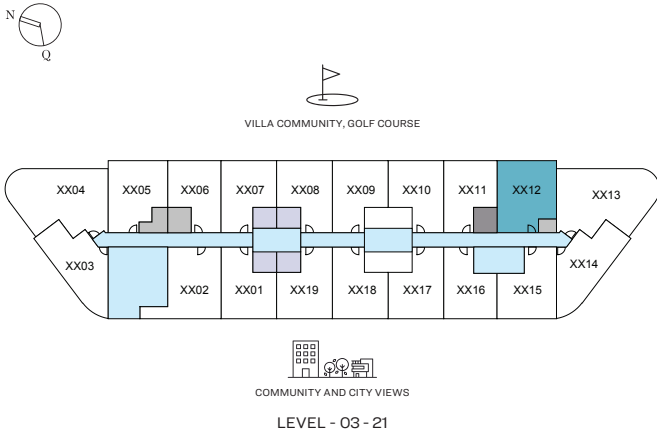 N
Q
VILLA COMMUNITY, GOLF COURSE
XX04 XX05 XX06 XX07 XX08 XX09 XX10 XX11 XX12 XX13
XX03 XX02 XX01 XX19 XX18 XX17 XX16 XX15 XX14
COMMUNITY AND CITY VIEWS
LEVEL - 03 - 21